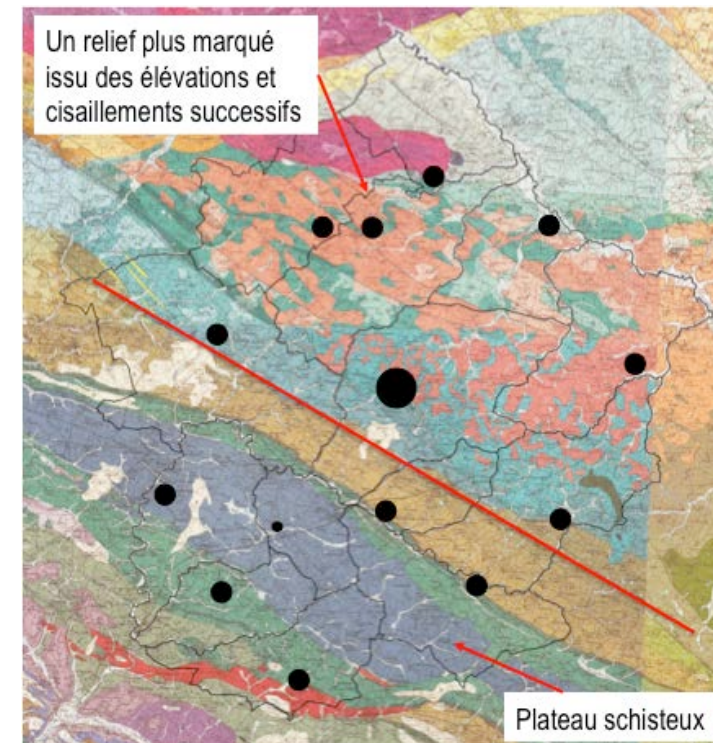 Un relief plus marqué
issu des élévations et
cisaillements successifs
Plateau schisteux